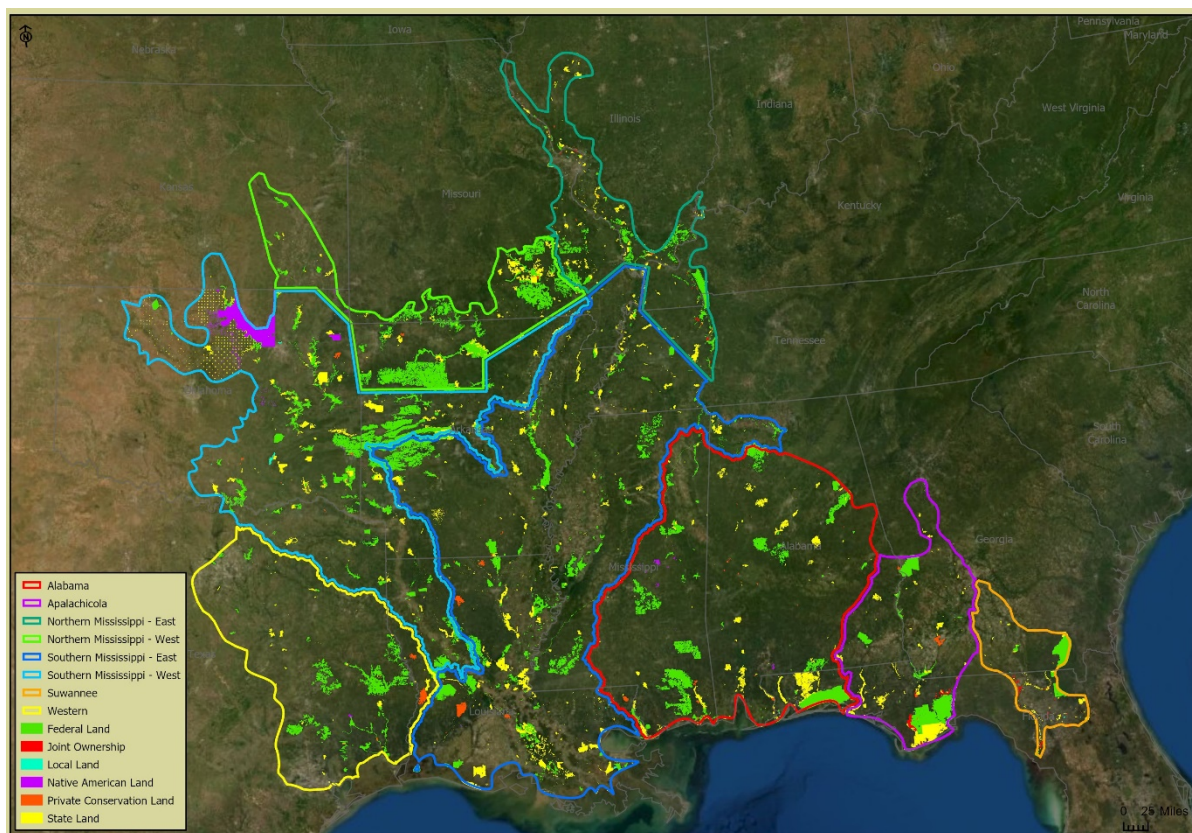 N
Pennsylvania
Maryland
Iowa
Nebraska
Ohio
Indiana
Illinois
West Virginia
Kansas
Missouri
Kentucky
Virginia
North
Carolina
Tennessee
South
Carolina
Mississippi
Alabama
Georgia
Alabama
Apalachicola
Northern Mississippi - East
Northern Mississippi - West
Southern Mississippi - East
Southern Mississippi - West
Suwannee
Western
Federal Land
Joint Ownership
Local Land
Native American Land
Private Conservation Land
State Land
0 25 Miles